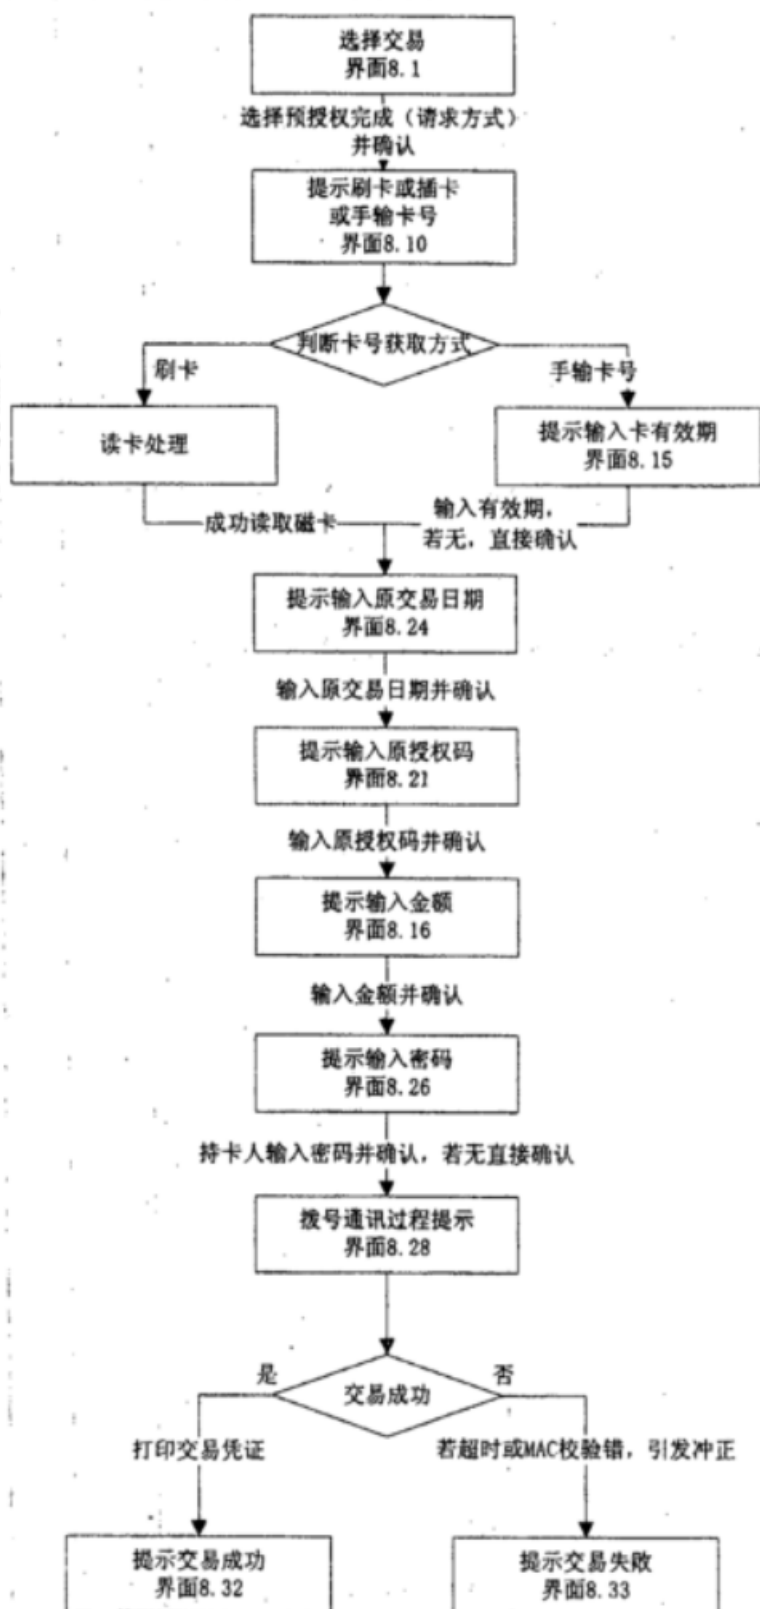 选择交易
界面8.1
选择预授权完成（请求方式）
并确认
提示刷卡或插卡
或手输卡号
界面8.10
判断卡号获取方式
刷卡
手输卡号
读卡处理
提示输入卡有效期
界面8.15
成功读取磁卡
输入有效期，
若无，直接确认
提示输入原交易日期
界面8.24
输入原交易日期并确认
提示输入原授权码
界面8.21
输入原授权码并确认
提示输入金额
界面8.16
输入金额并确认
提示输入密码
界面8.26
持卡人输入密码并确认，若无直接确认
拨号通讯过程提示
界面8.28
是
否
交易成功
打印交易凭证
若超时或MAC校验错，引发冲正
提示交易成功
界面8.32
提示交易失败
界面8.33